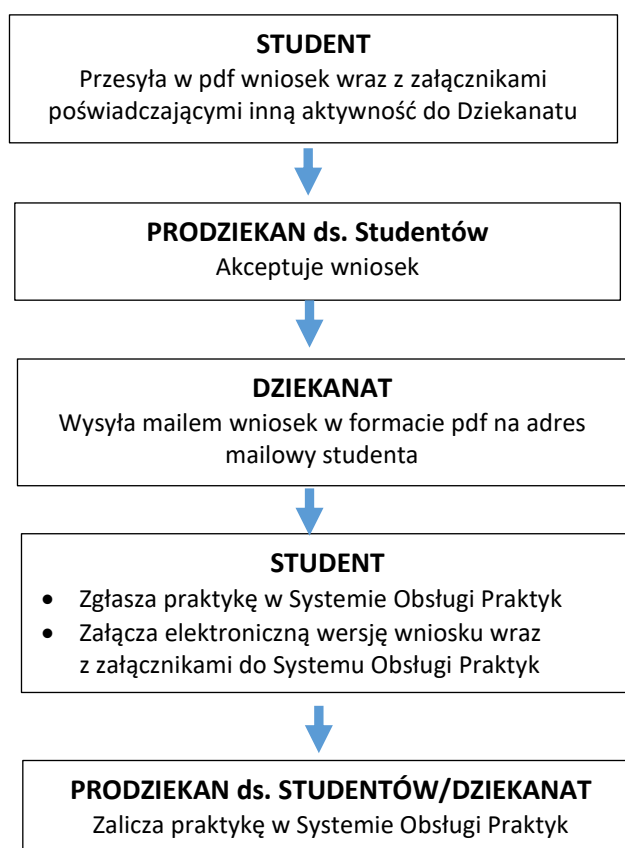 STUDENT
Przesyła w pdf wniosek wraz z załącznikami
poświadczającymi inną aktywność do Dziekanatu
PRODZIEKAN ds. Studentów
Akceptuje wniosek
DZIEKANAT
Wysyła mailem wniosek w formacie pdf na adres
mailowy studenta
STUDENT
• Zgłasza praktykę w Systemie Obsługi Praktyk
• Załącza elektroniczną wersję wniosku wraz
z załącznikami do Systemu Obsługi Praktyk
PRODZIEKAN ds. STUDENTÓW/DZIEKANAT
Zalicza praktykę w Systemie Obsługi Praktyk